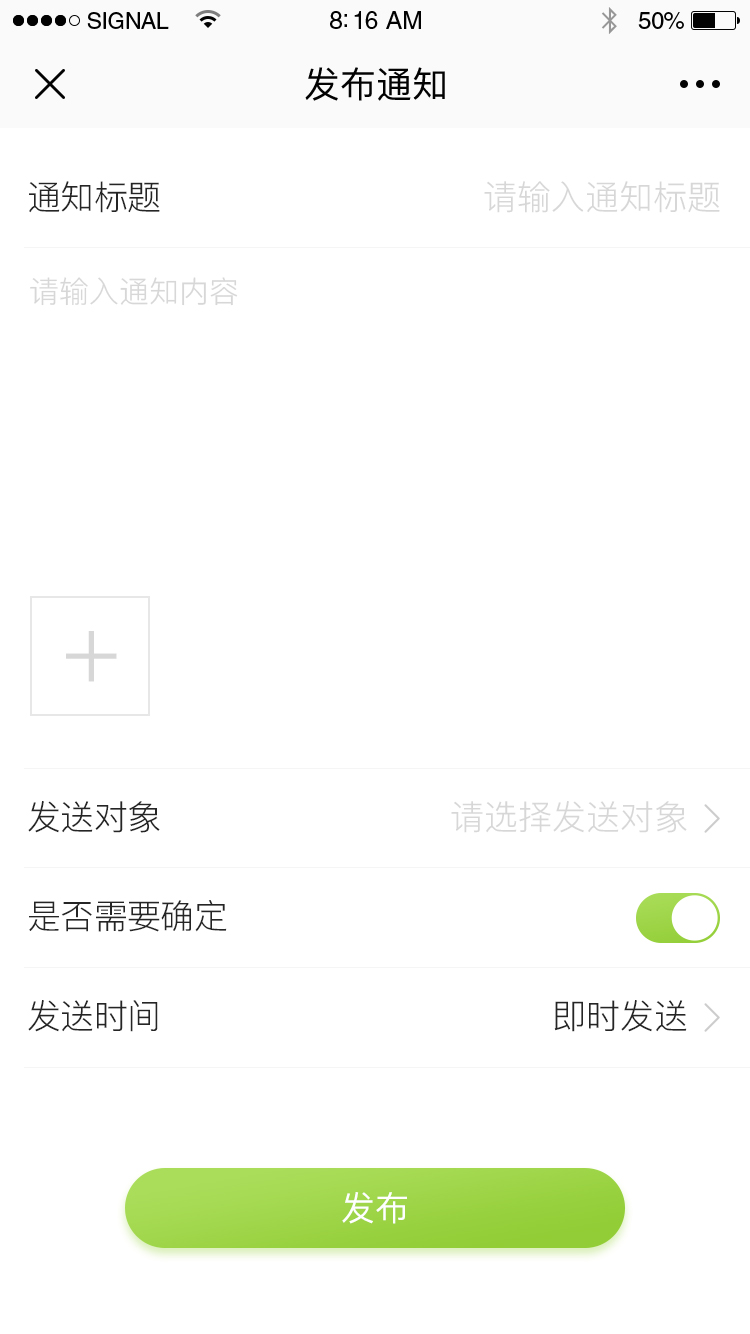 SIGNAL 8:16 AM 50%
发布通知
通知标题 请输入通知标题
请输入通知内容
发送对象 请选择发送对象
是否需要确定
发送时间 即时发送
发布